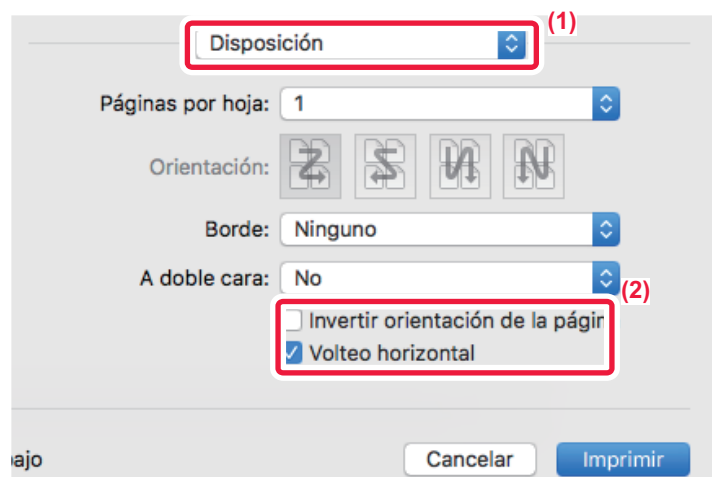 (1)
Disposición
Páginas por hoja: 1
Orientación:
Borde: Ninguno
A doble cara: No
(2)
Invertir orientación de la págin
Volteo horizontal
ajo
Cancelar Imprimir